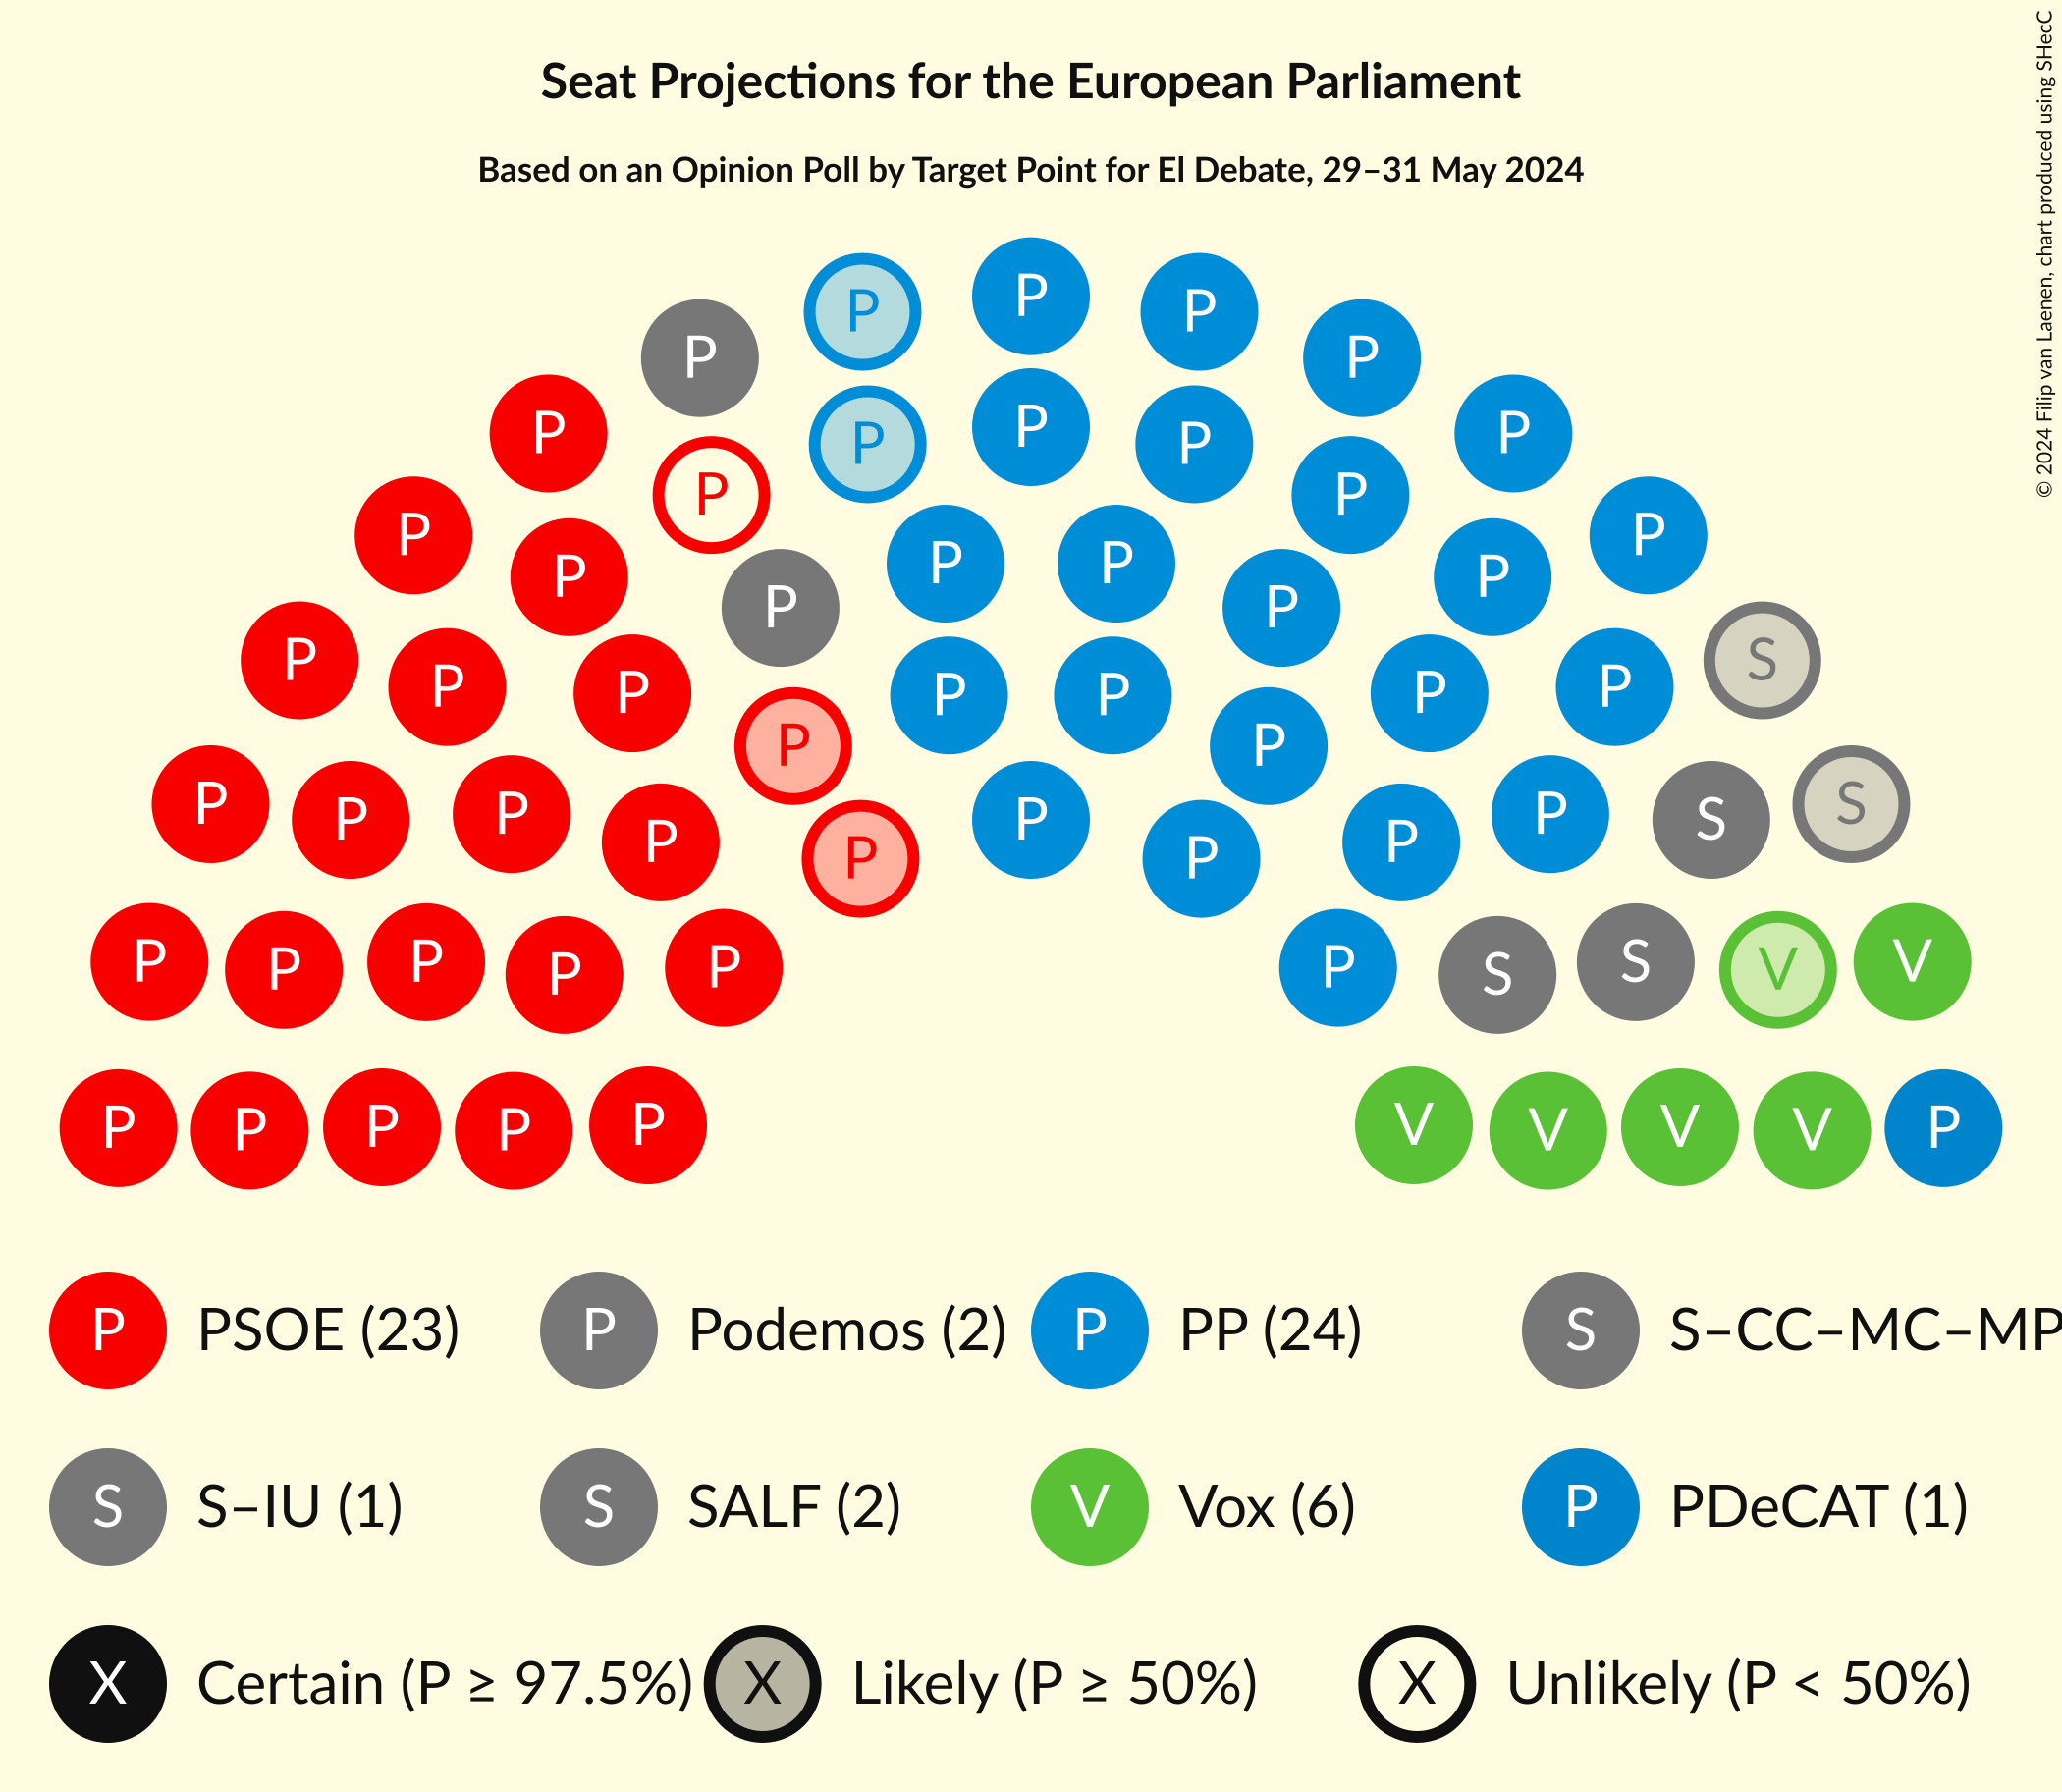 Seat Projections for the European Parliament
Based on an Opinion Poll by Target Point for El Debate, 29–31 May 2024
© 2024 Filip van Laenen, chart produced using SHecC
P P P
P P
P P P P P
P P
P P
P P P P
P P
P S
P P P P P P
P P
P P P P P S S
P P P P
P P P P P P S S V V
P P P P P V V V V P
P PSOE (23) P Podemos (2) P PP (24) S S–CC–MC–MP
S S–IU (1) S SALF (2) V Vox (6) P PDeCAT (1)
X Certain (P ≥ 97.5%) X Likely (P ≥ 50%) X Unlikely (P < 50%)